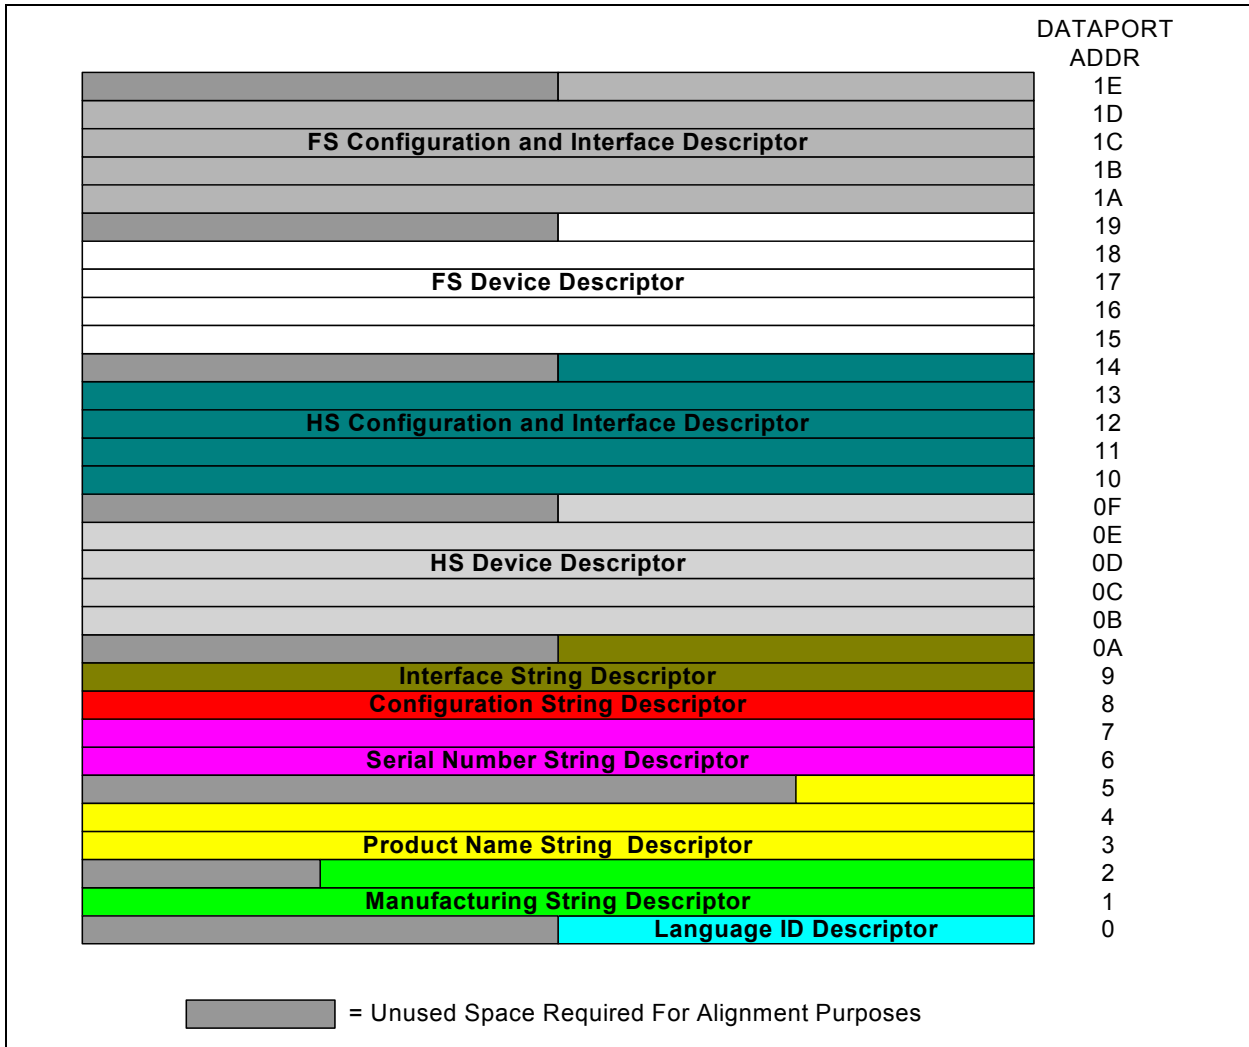 DATAPORT
ADDR
1E
1D
FS Configuration and Interface Descriptor 1C
1B
1A
19
18
FS Device Descriptor 17
16
15
14
13
HS Configuration and Interface Descriptor 12
11
10
0F
0E
HS Device Descriptor 0D
0C
0B
0A
Interface String Descriptor 9
Configuration String Descriptor 8
7
Serial Number String Descriptor 6
5
4
Product Name String Descriptor 3
2
Manufacturing String Descriptor 1
Language ID Descriptor 0
= Unused Space Required For Alignment Purposes